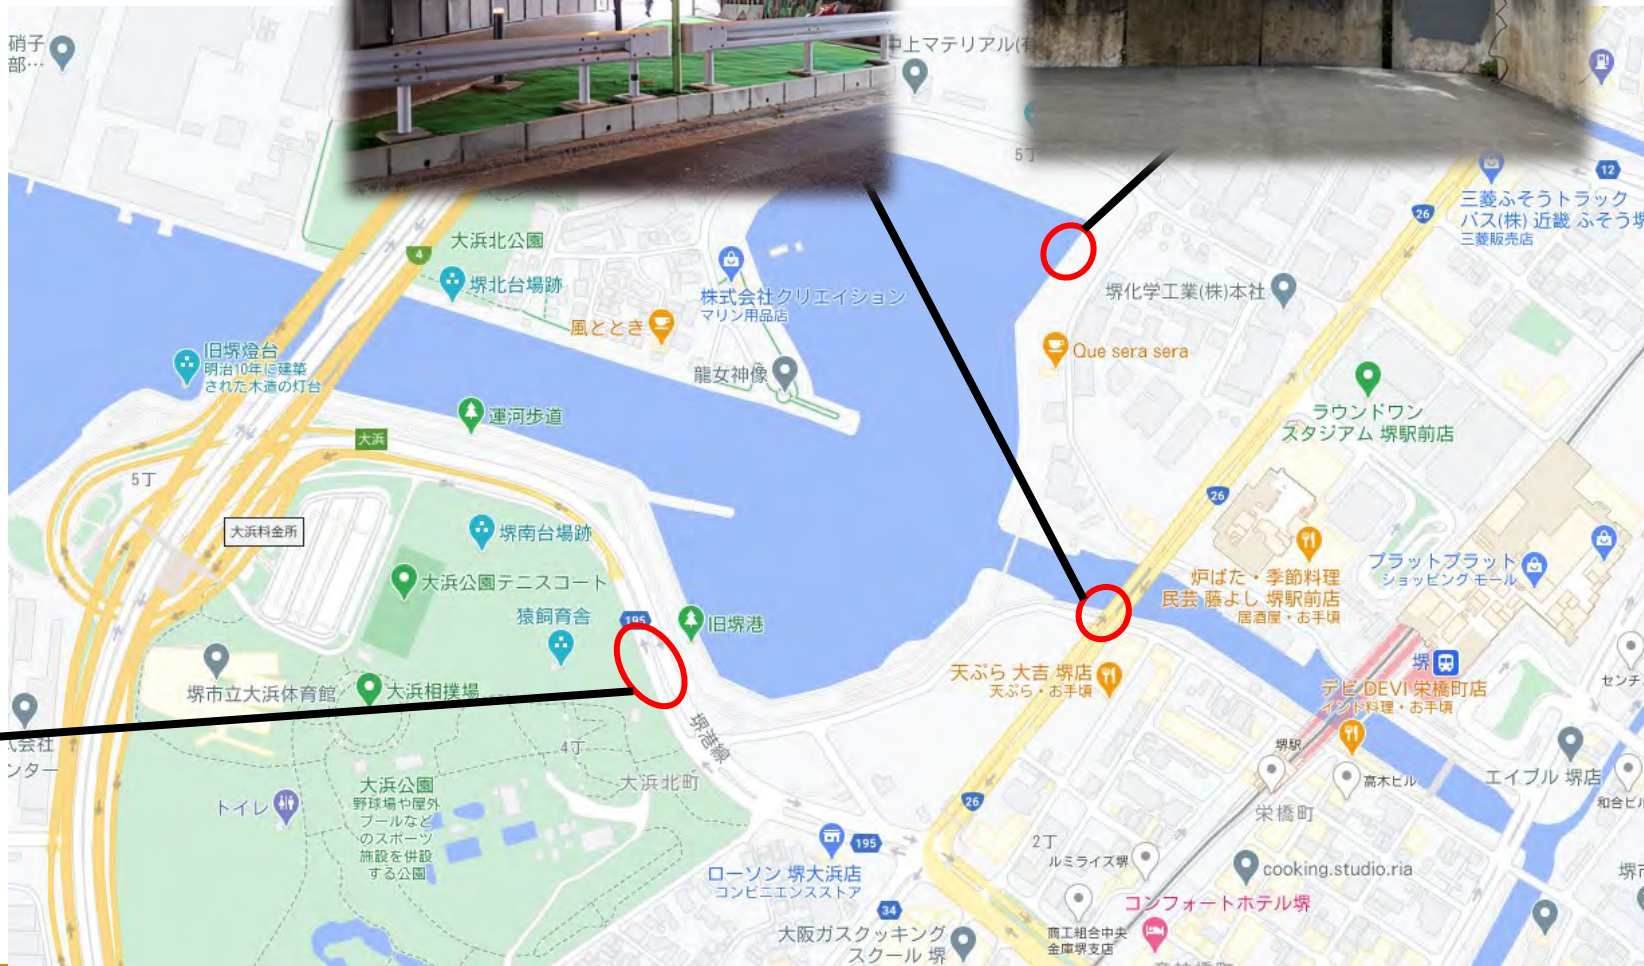 硝子
部…
中上マテリアル(有
5丁
12
三菱ふそうトラック
バス(株) 近畿 ふそう堺
三菱販売店
26
大浜北公園
4
堺北台場跡
株式会社クリエイション
マリン用品店
堺化学工業(株)本社
風ととき
旧堺燈台
明治10年に建築
された木造の灯台
龍女神像
Que sera sera
運河歩道
大浜
ラウンドワン
スタジアム 堺駅前店
5丁
大浜料金所
堺南台場跡
26
大浜公園テニスコート
炉ばた・季節料理
民芸 藤よし 堺駅前店
居酒屋・お手頃
プラットプラット
ショッピング モール
猿飼育舎
195
旧堺港
天ぷら 大吉 堺店
天ぷら・お手頃
堺
堺市立大浜体育館
大浜相撲場
デビ DEVI 栄橋町店
インド料理・お手頃
センチ
式会社
ンター
堺港線
4丁
大浜北町
堺駅
高木ビル
エイブル 堺店
和合ビル
トイレ
大浜公園
野球場や屋外
プールなど
のスポーツ
施設を併設
する公園
26
栄橋町
195
2丁
ルミライズ堺
ローソン 堺大浜店
コンビニエンスストア
cooking.studio.ria
堺市
34
コンフォートホテル堺
大阪ガスクッキング
スクール 堺
商工組合中央
金庫堺支店